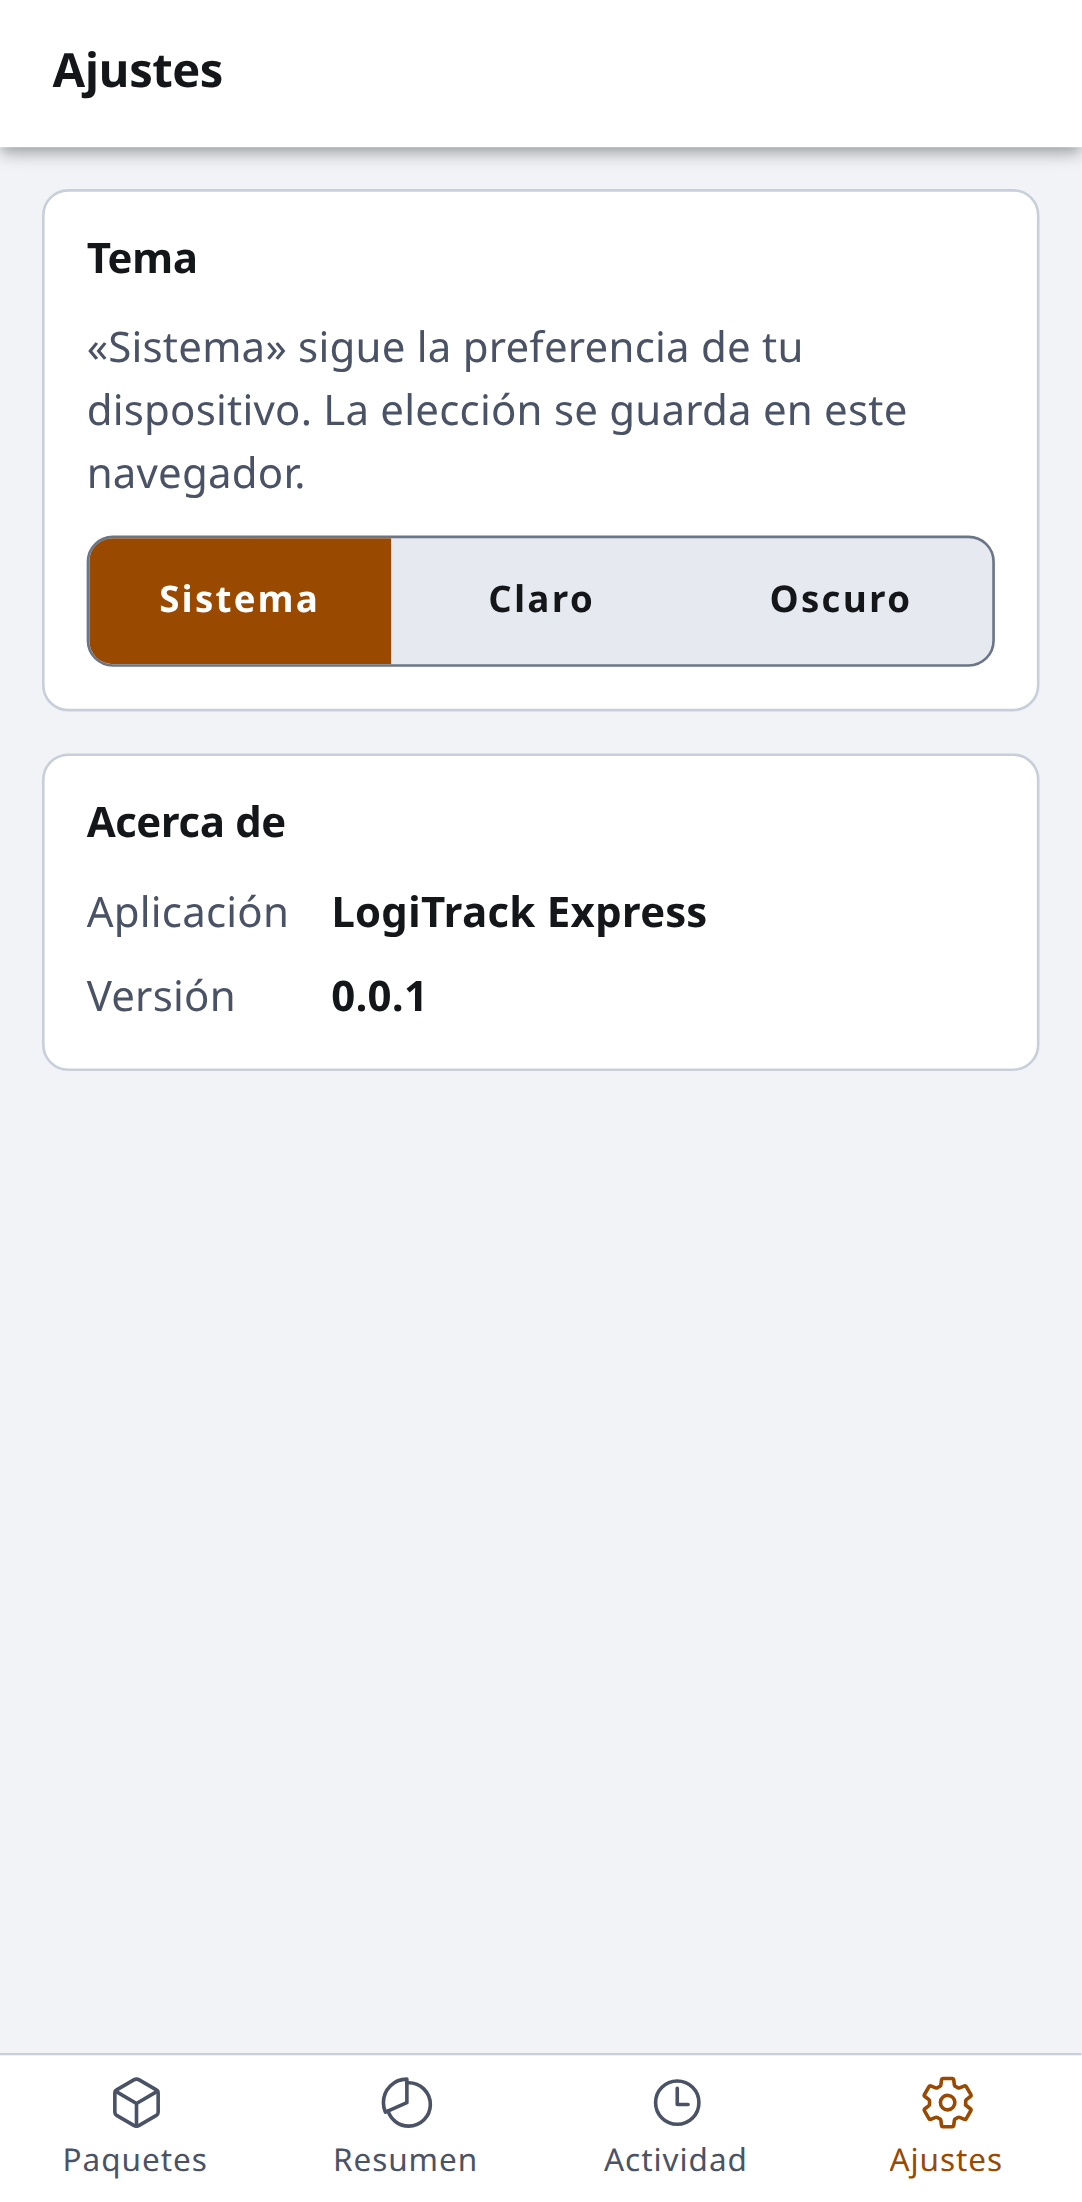 Ajustes
Tema
«Sistema» sigue la preferencia de tu
dispositivo. La elección se guarda en este
navegador.
Sistema Claro Oscuro
Acerca de
Aplicación LogiTrack Express
Versión 0.0.1
Paquetes Resumen Actividad Ajustes